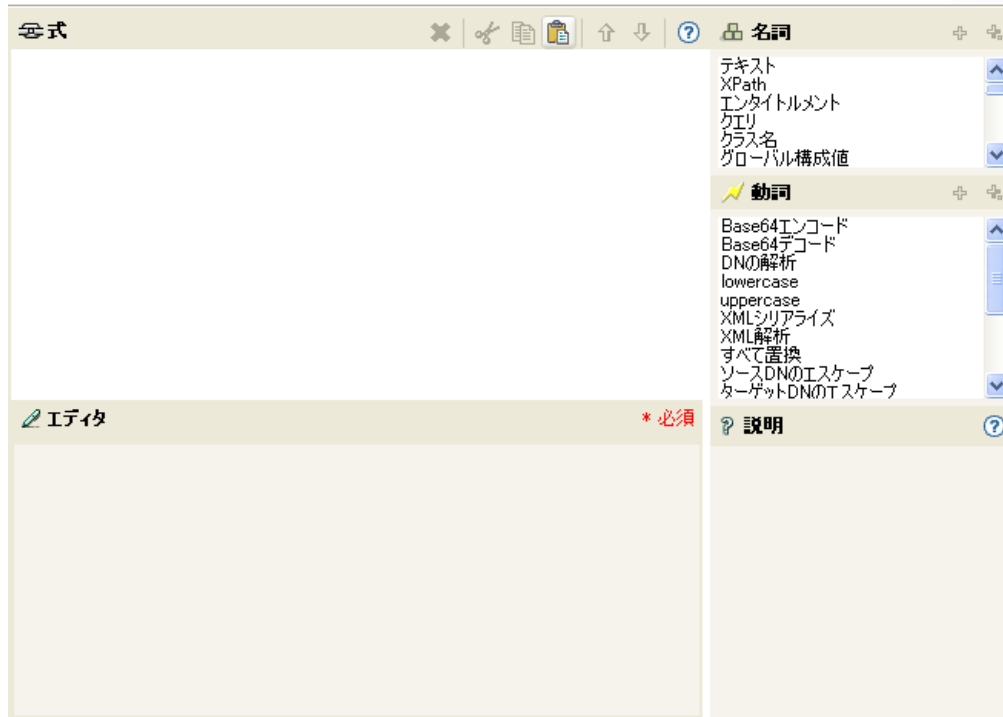 式
名詞
テキスト
XPath
エンタイトルメント
クエリ
クラス名
グローバル構成値
動詞
Base64エンコード
Base64デコード
DNの解析
lowercase
uppercase
XMLシリアライズ
XML解析
すべて置換
ソースDNのエスケープ
ターゲットDNのエスケープ
エディタ
* 必須
説明